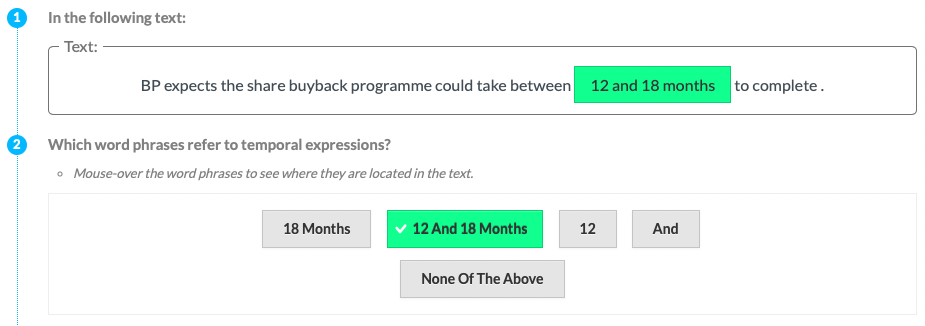 1 In the following text:
Text:
BP expects the share buyback programme could take between 12 and 18 months to complete .
2 Which word phrases refer to temporal expressions?
Mouse-over the word phrases to see where they are located in the text.
18 Months 12 And 18 Months 12 And
None Of The Above